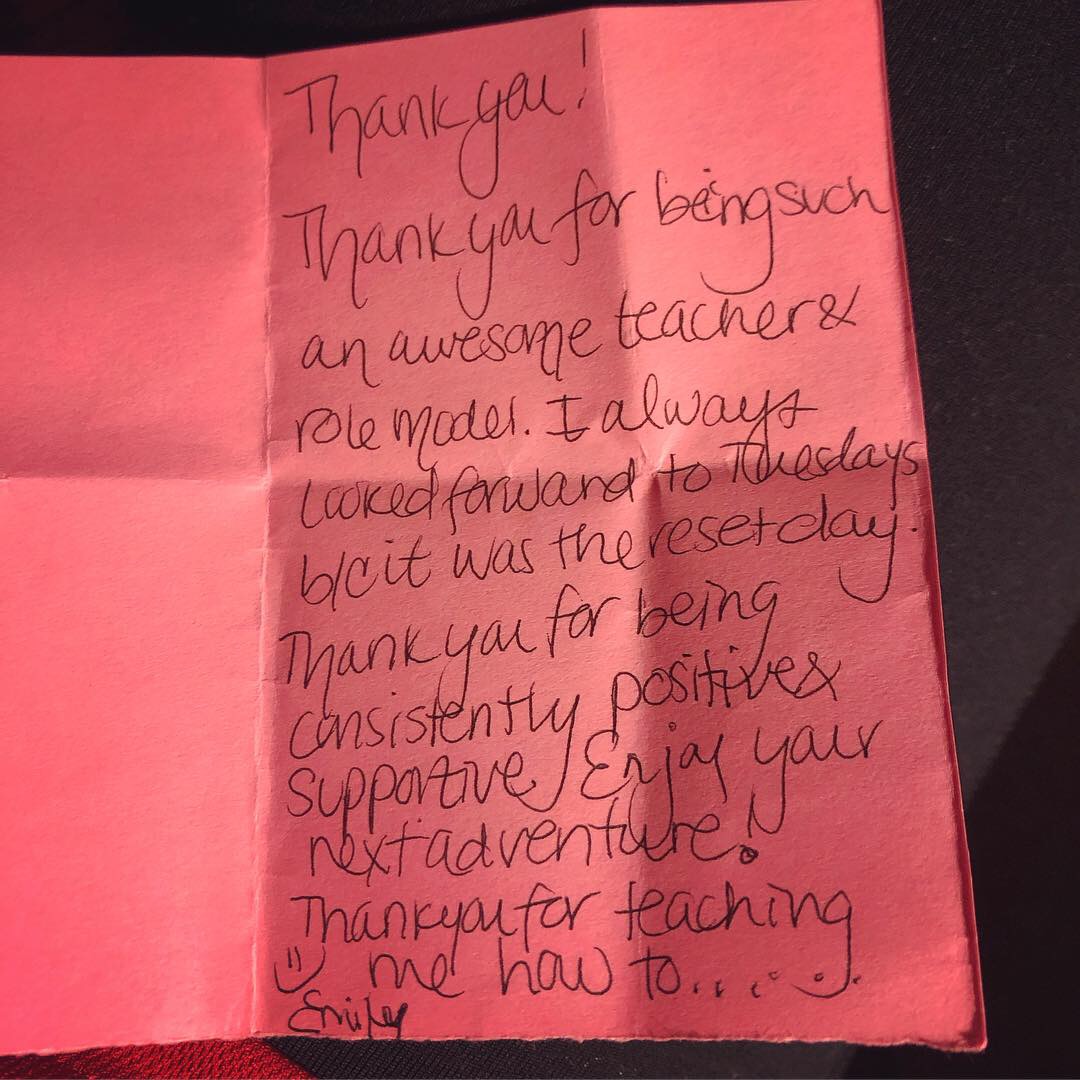 Thank you!
Thank you for being such
an awesome teacher &
role model. I always
looked forward to Tuesdays
b/c it was the reset day.
Thank you for being
consistently positive &
supportive! Enjoy your
next adventure!
Thank you for teaching
me how to.....
Emily